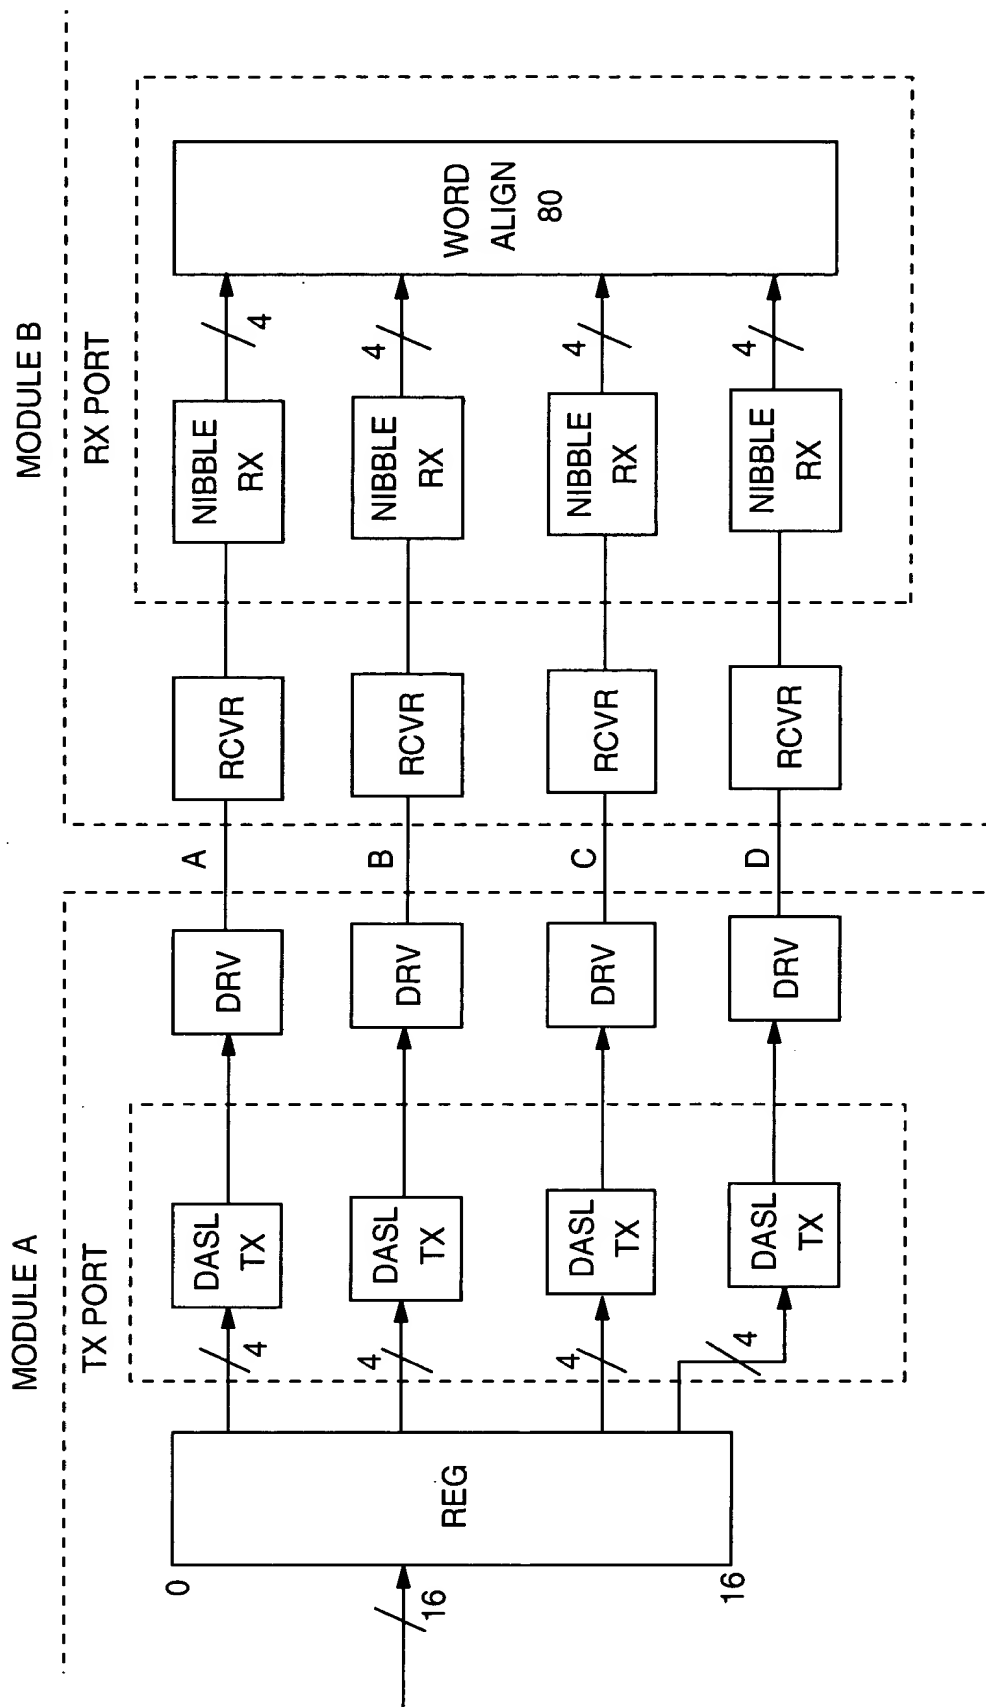 MODULE A
MODULE B
TX PORT
RX PORT
0
16
16
REG
4
DASL
TX
DRV
A
RCVR
NIBBLE
RX
4
4
DASL
TX
DRV
B
RCVR
NIBBLE
RX
4
4
DASL
TX
DRV
C
RCVR
NIBBLE
RX
4
4
DASL
TX
DRV
D
RCVR
NIBBLE
RX
4
WORD
ALIGN
80